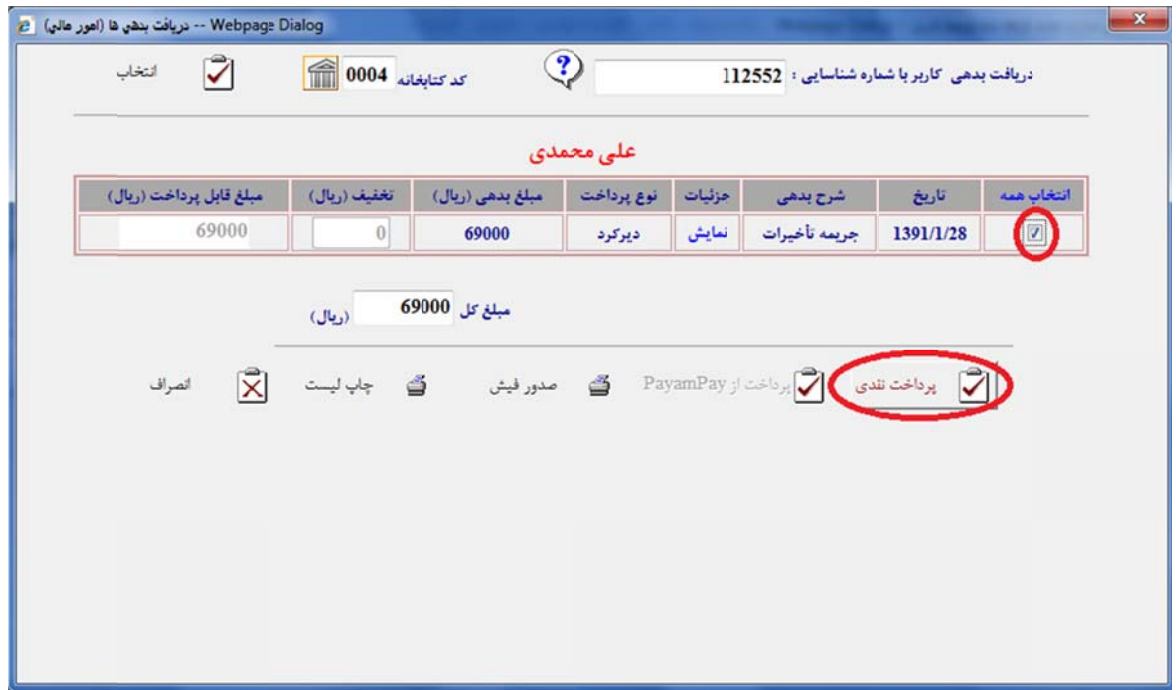 دریافت بدهی ها (امور مالی) -- Webpage Dialog
دریافت بدهی کاربر با شماره شناسایی : 112552 ? کد کتابخانه 0004 انتخاب
علی محمدی
انتخاب همه تاریخ شرح بدهی جزئیات نوع پرداخت مبلغ بدهی (ریال) تخفیف (ریال) مبلغ قابل پرداخت (ریال)
1391/1/28 جریمه تأخیرات نمایش دیرکرد 69000 0 69000
مبلغ کل 69000 (ریال)
پرداخت نقدی پرداخت از PayamPay صدور فیش چاپ لیست انصراف